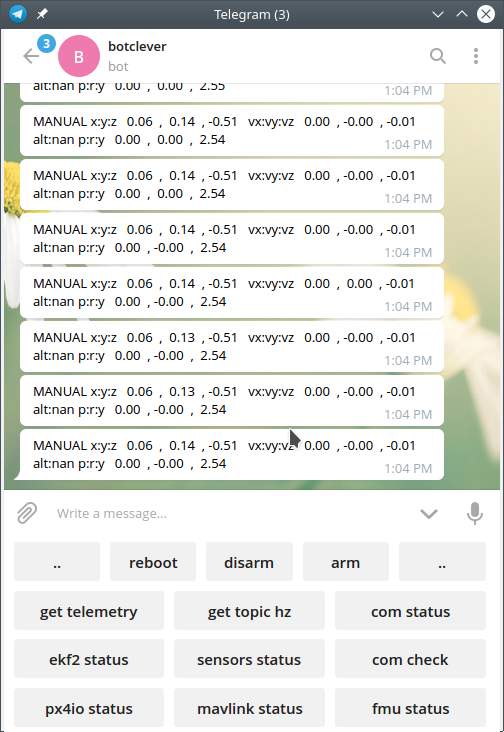 Telegram (3)
3
B
botclever
bot
alt:nan p:r:y 0.00 , 0.00 , 2.55
1:04 PM
MANUAL x:y:z 0.06 , 0.14 ,-0.51 vx:vy:vz 0.00 ,-0.00 ,-0.01
alt:nan p:r:y 0.00 , 0.00 , 2.54
1:04 PM
MANUAL x:y:z 0.06 , 0.14 ,-0.51 vx:vy:vz 0.00 ,-0.00 ,-0.01
alt:nan p:r:y 0.00 , 0.00 , 2.54
1:04 PM
MANUAL x:y:z 0.06 , 0.14 ,-0.51 vx:vy:vz 0.00 ,-0.00 ,-0.01
alt:nan p:r:y 0.00 ,-0.00 , 2.54
1:04 PM
MANUAL x:y:z 0.06 , 0.14 ,-0.51 vx:vy:vz 0.00 , 0.00 ,-0.01
alt:nan p:r:y 0.00 ,-0.00 , 2.54
1:04 PM
MANUAL x:y:z 0.06 , 0.13 ,-0.51 vx:vy:vz 0.00 ,-0.00 ,-0.01
alt:nan p:r:y 0.00 ,-0.00 , 2.54
1:04 PM
MANUAL x:y:z 0.06 , 0.13 ,-0.51 vx:vy:vz 0.00 ,-0.00 ,-0.01
alt:nan p:r:y 0.00 ,-0.00 , 2.54
1:04 PM
MANUAL x:y:z 0.06 , 0.14 ,-0.51 vx:vy:vz 0.00 ,-0.00 ,-0.01
alt:nan p:r:y 0.00 ,-0.00 , 2.54
1:04 PM
Write a message...
.. reboot disarm arm ..
get telemetry get topic hz com status
ekf2 status sensors status com check
px4io status mavlink status fmu status